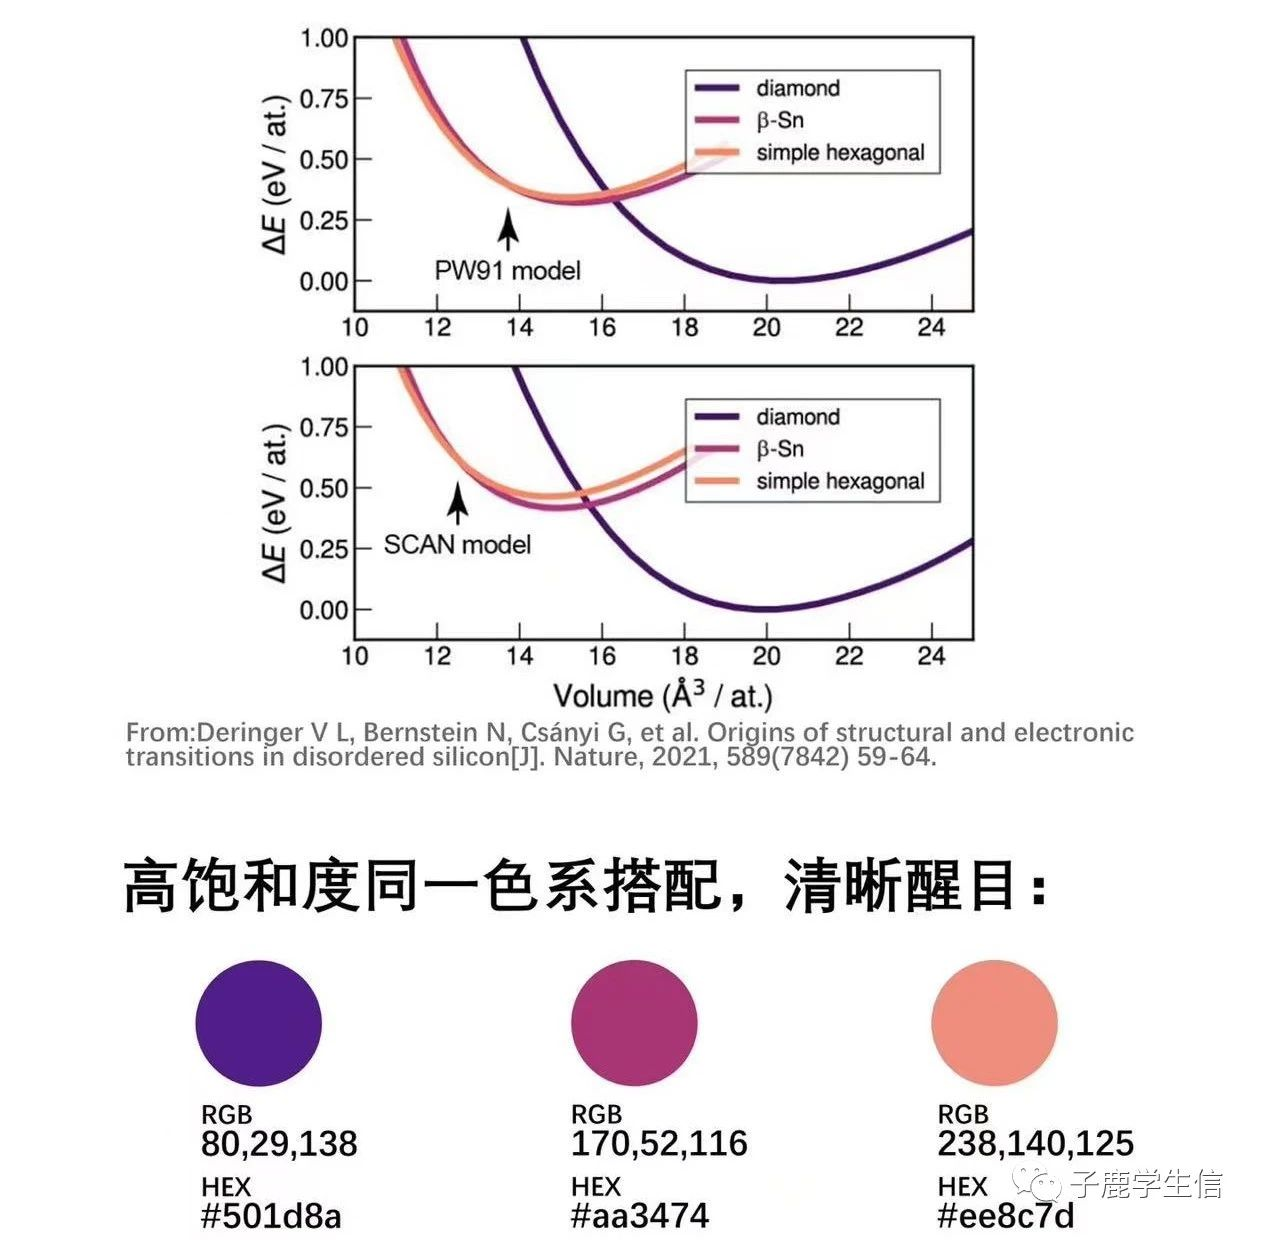 1.00
0.75
0.50
0.25
0.00
ΔE (eV / at.)
diamond
β-Sn
simple hexagonal
PW91 model
10 12 14 16 18 20 22 24
1.00
0.75
0.50
0.25
0.00
ΔE (eV / at.)
diamond
β-Sn
simple hexagonal
SCAN model
10 12 14 16 18 20 22 24
Volume (Å³ / at.)
From:Deringer V L, Bernstein N, Csányi G, et al. Origins of structural and electronic
transitions in disordered silicon[J]. Nature, 2021, 589(7842) 59-64.
高饱和度同一色系搭配，清晰醒目：
RGB
80,29,138
HEX
#501d8a
RGB
170,52,116
HEX
#aa3474
RGB
238,140,125
HEX
#ee8c7d
子鹿学生信